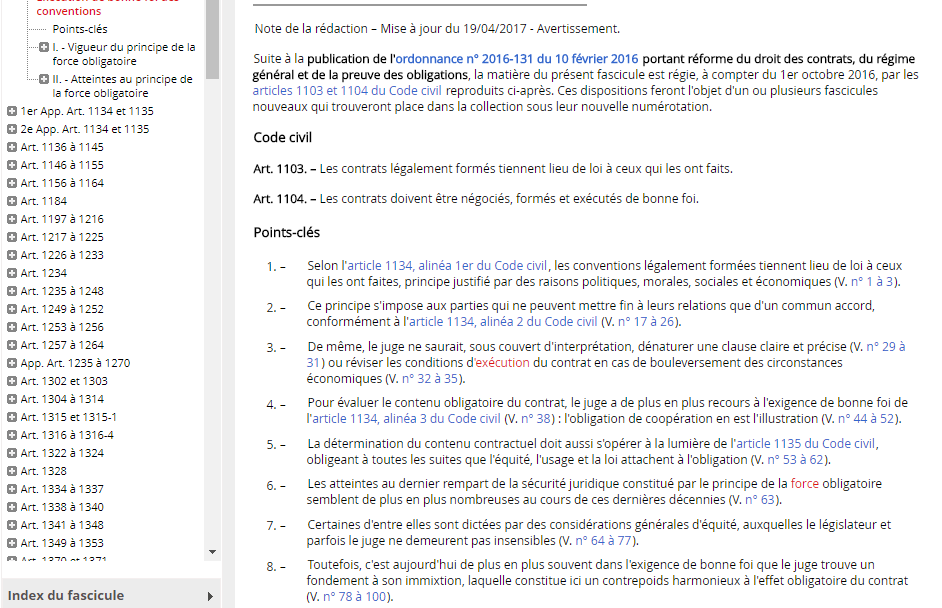 conventions
Points-clés
I. - Vigueur du principe de la
force obligatoire
II. - Atteintes au principe de
la force obligatoire
1er App. Art. 1134 et 1135
2e App. Art. 1134 et 1135
Art. 1136 à 1145
Art. 1146 à 1155
Art. 1156 à 1164
Art. 1184
Art. 1197 à 1216
Art. 1217 à 1225
Art. 1226 à 1233
Art. 1234
Art. 1235 à 1248
Art. 1249 à 1252
Art. 1253 à 1256
Art. 1257 à 1264
App. Art. 1235 à 1270
Art. 1302 et 1303
Art. 1304 à 1314
Art. 1315 et 1315-1
Art. 1316 à 1316-4
Art. 1322 à 1324
Art. 1328
Art. 1334 à 1337
Art. 1338 à 1340
Art. 1341 à 1348
Art. 1349 à 1353
Art. 1370 et 1371
Index du fascicule
Note de la rédaction – Mise à jour du 19/04/2017 - Avertissement.
Suite à la publication de l'ordonnance n° 2016-131 du 10 février 2016 portant réforme du droit des contrats, du régime
général et de la preuve des obligations, la matière du présent fascicule est régie, à compter du 1er octobre 2016, par les
articles 1103 et 1104 du Code civil reproduits ci-après. Ces dispositions feront l'objet d'un ou plusieurs fascicules
nouveaux qui trouveront place dans la collection sous leur nouvelle numérotation.
Code civil
Art. 1103. – Les contrats légalement formés tiennent lieu de loi à ceux qui les ont faits.
Art. 1104. – Les contrats doivent être négociés, formés et exécutés de bonne foi.
Points-clés
1. – Selon l'article 1134, alinéa 1er du Code civil, les conventions légalement formées tiennent lieu de loi à ceux
qui les ont faites, principe justifié par des raisons politiques, morales, sociales et économiques (V. n° 1 à 3).
2. – Ce principe s'impose aux parties qui ne peuvent mettre fin à leurs relations que d'un commun accord,
conformément à l'article 1134, alinéa 2 du Code civil (V. n° 17 à 26).
3. – De même, le juge ne saurait, sous couvert d'interprétation, dénaturer une clause claire et précise (V. n° 29 à
31) ou réviser les conditions d'exécution du contrat en cas de bouleversement des circonstances
économiques (V. n° 32 à 35).
4. – Pour évaluer le contenu obligatoire du contrat, le juge a de plus en plus recours à l'exigence de bonne foi de
l'article 1134, alinéa 3 du Code civil (V. n° 38) : l'obligation de coopération en est l'illustration (V. n° 44 à 52).
5. – La détermination du contenu contractuel doit aussi s'opérer à la lumière de l'article 1135 du Code civil,
obligeant à toutes les suites que l'équité, l'usage et la loi attachent à l'obligation (V. n° 53 à 62).
6. – Les atteintes au dernier rempart de la sécurité juridique constitué par le principe de la force obligatoire
semblent de plus en plus nombreuses au cours de ces dernières décennies (V. n° 63).
7. – Certaines d'entre elles sont dictées par des considérations générales d'équité, auxquelles le législateur et
parfois le juge ne demeurent pas insensibles (V. n° 64 à 77).
8. – Toutefois, c'est aujourd'hui de plus en plus souvent dans l'exigence de bonne foi que le juge trouve un
fondement à son immixtion, laquelle constitue ici un contrepoids harmonieux à l'effet obligatoire du contrat
(V. n° 78 à 100).